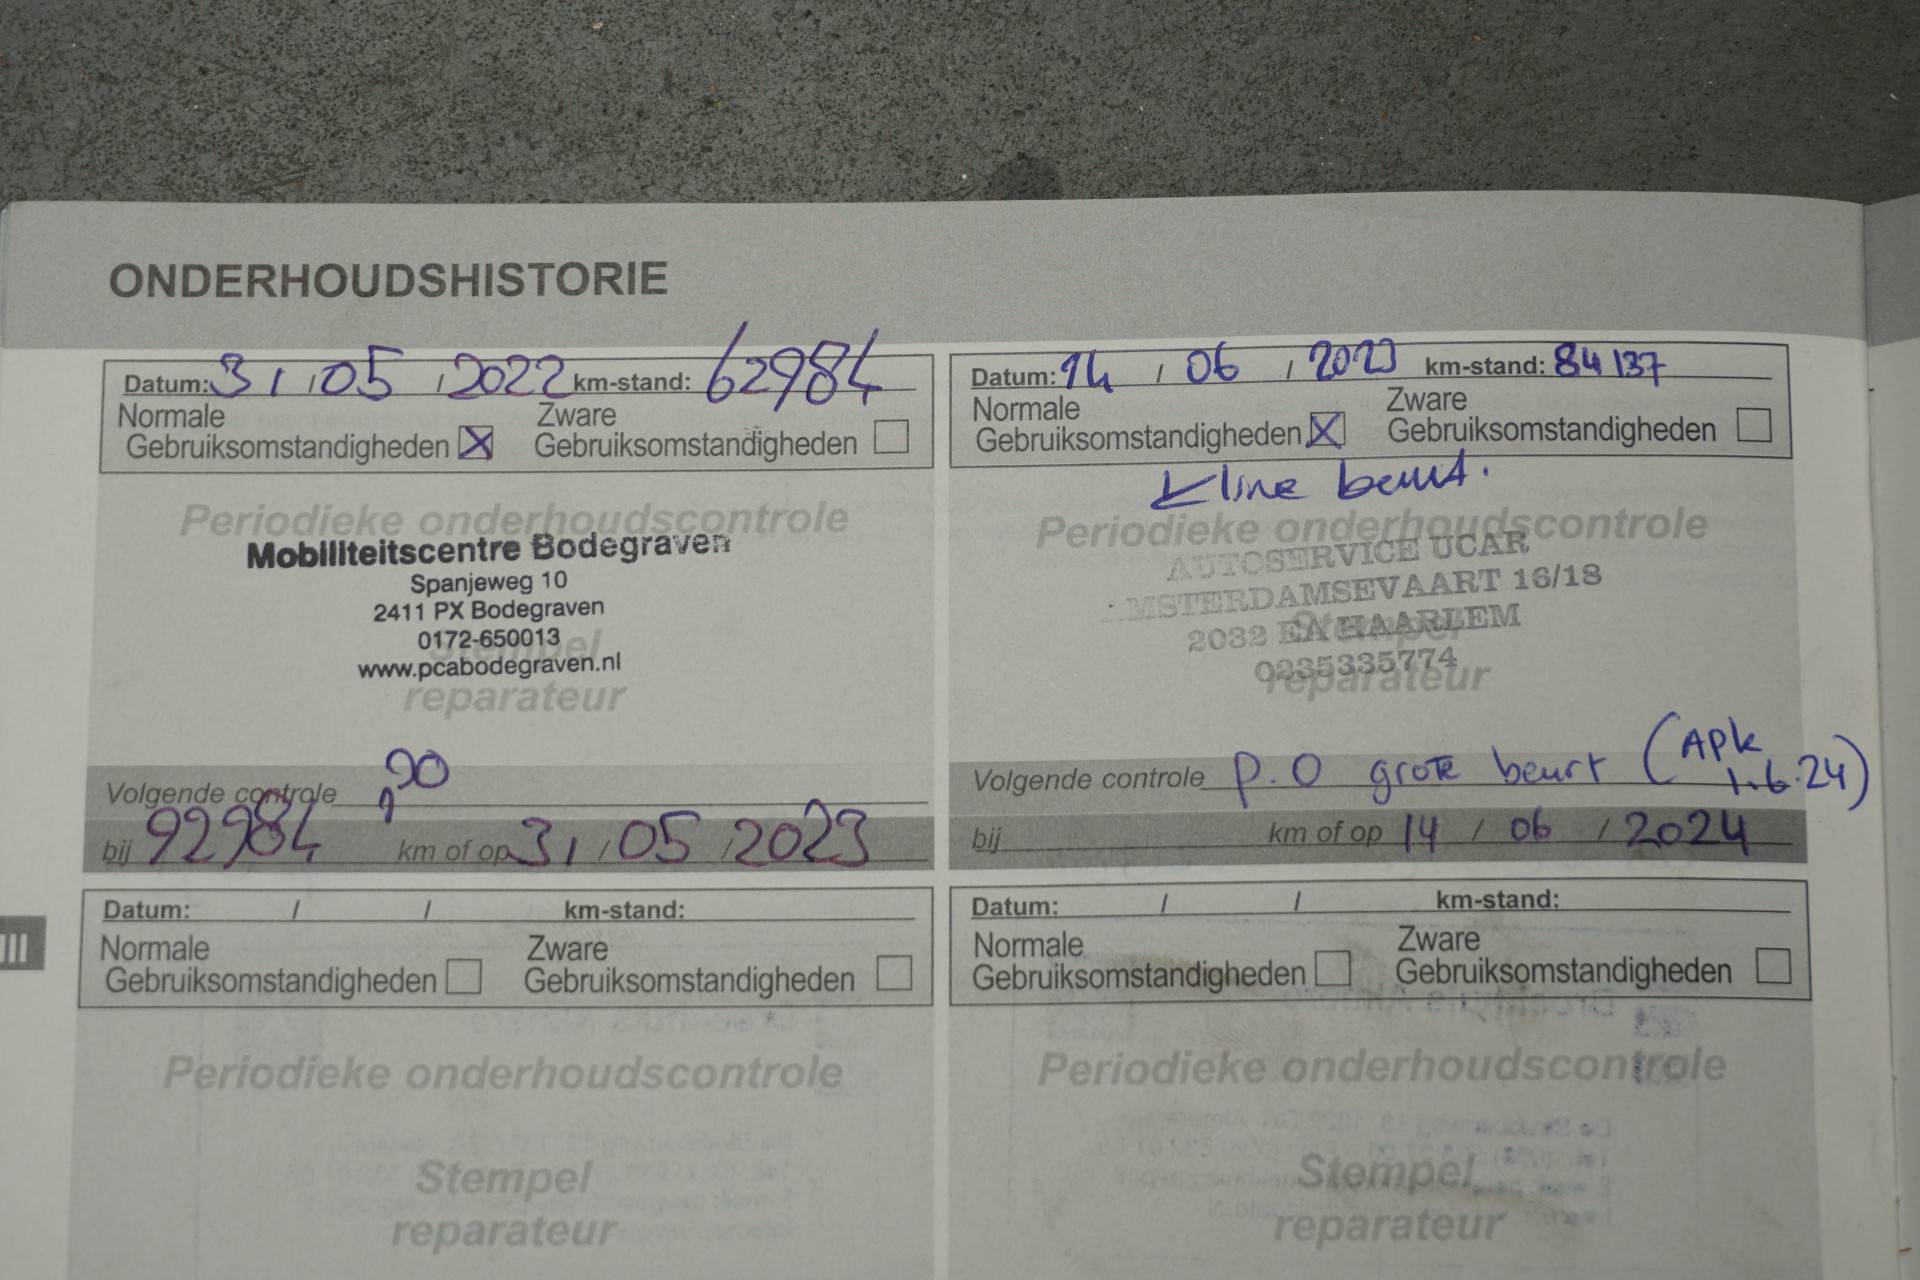 ONDERHOUDSHISTORIE
Datum: 31 / 05 / 2022 km-stand: 62984
Normale
Gebruiksomstandigheden X
Zware
Gebruiksomstandigheden
Periodieke onderhoudscontrole
Mobiliteitscentre Bodegraven
Spanjeweg 10
2411 PX Bodegraven
0172-650013
Stempel
www.pcabodegraven.nl
reparateur
Volgende controle
bij 92984 km of op 31 / 05 / 2023
Datum: 14 / 06 / 2023 km-stand: 84137
Normale
Gebruiksomstandigheden X
Zware
Gebruiksomstandigheden
kline beurt.
Periodieke onderhoudscontrole
AUTOSERVICE UCAR
MSTERDAMSEVAART 16/18
Stempel
2032 EA HAARLEM
0235335774
reparateur
Volgende controle P.O grote beurt (Apk
1.6.24)
bij km of op 14 / 06 / 2024
Datum: / / km-stand:
Normale
Gebruiksomstandigheden
Zware
Gebruiksomstandigheden
Periodieke onderhoudscontrole
Stempel
reparateur
Datum: / / km-stand:
Normale
Gebruiksomstandigheden
Zware
Gebruiksomstandigheden
Periodieke onderhoudscontrole
Stempel
reparateur
III